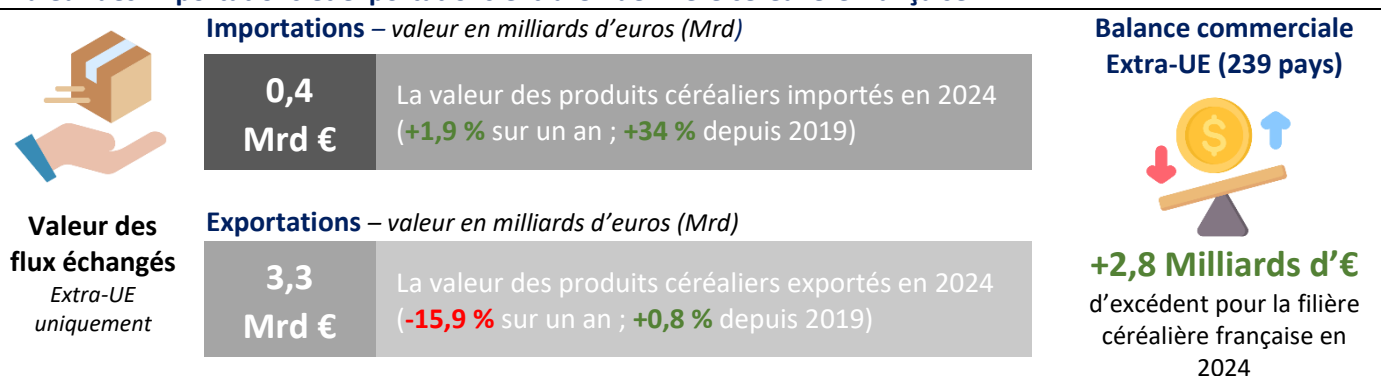 Importations – valeur en milliards d’euros (Mrd)
0,4
Mrd €
La valeur des produits céréaliers importés en 2024
(+1,9 % sur un an ; +34 % depuis 2019)
Valeur des
flux échangés
Extra-UE
uniquement
Exportations – valeur en milliards d’euros (Mrd)
3,3
Mrd €
La valeur des produits céréaliers exportés en 2024
(-15,9 % sur un an ; +0,8 % depuis 2019)
Balance commerciale
Extra-UE (239 pays)
+2,8 Milliards d’€
d’excédent pour la filière
céréalière française en
2024